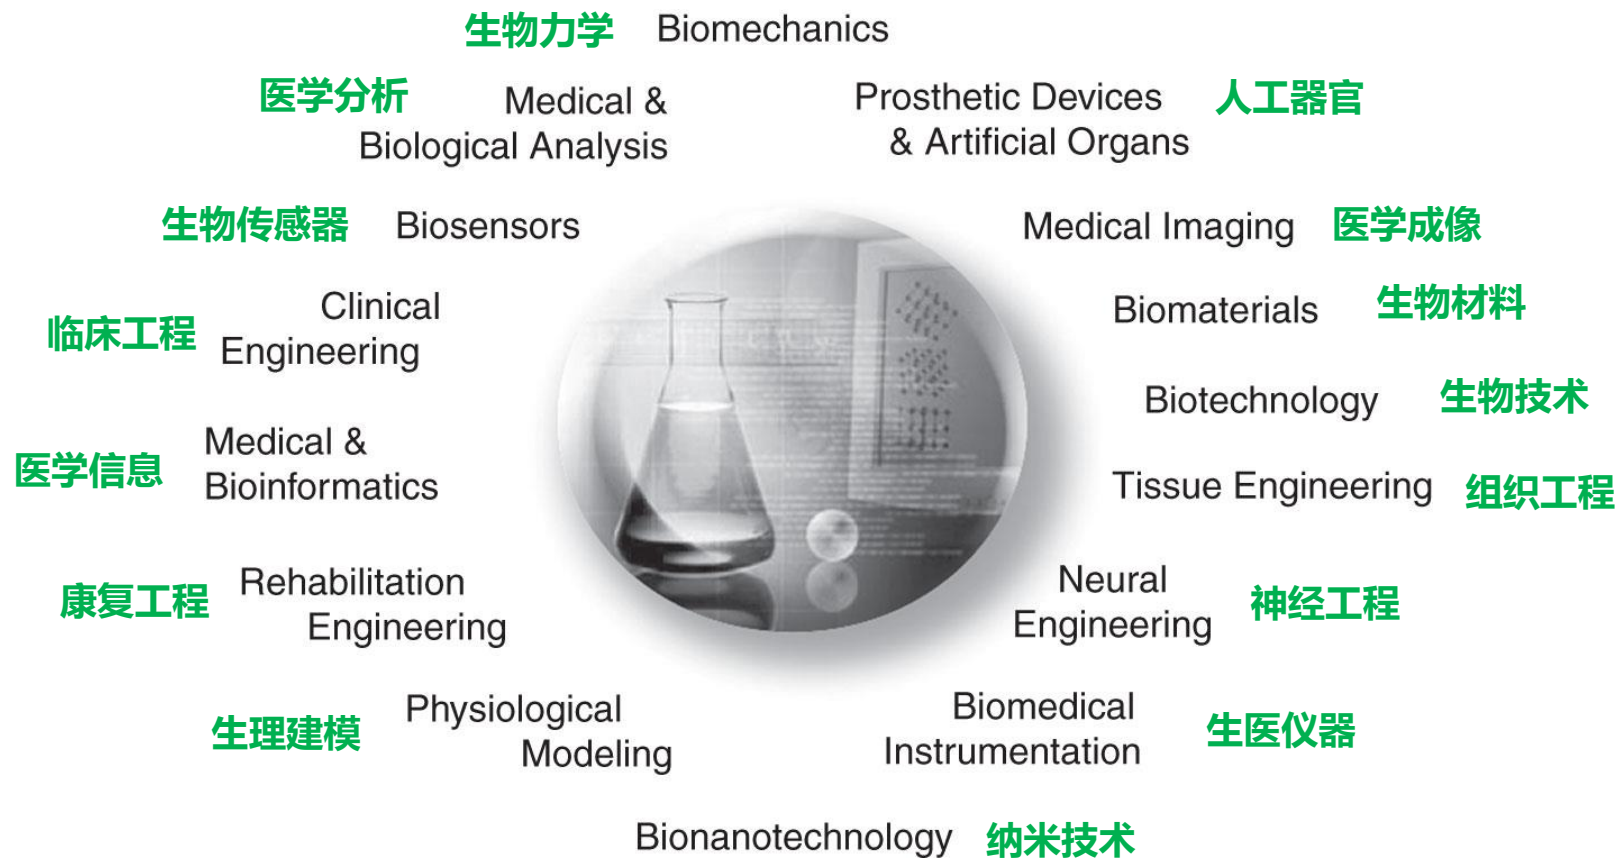 生物力学 Biomechanics
医学分析 Medical &
Biological Analysis
Prosthetic Devices 人工器官
& Artificial Organs
生物传感器 Biosensors
Medical Imaging 医学成像
临床工程 Clinical
Engineering
Biomaterials 生物材料
Biotechnology 生物技术
医学信息 Medical &
Bioinformatics
Tissue Engineering 组织工程
康复工程 Rehabilitation
Engineering
Neural
Engineering 神经工程
生理建模 Physiological
Modeling
Biomedical
Instrumentation 生医仪器
Bionanotechnology 纳米技术